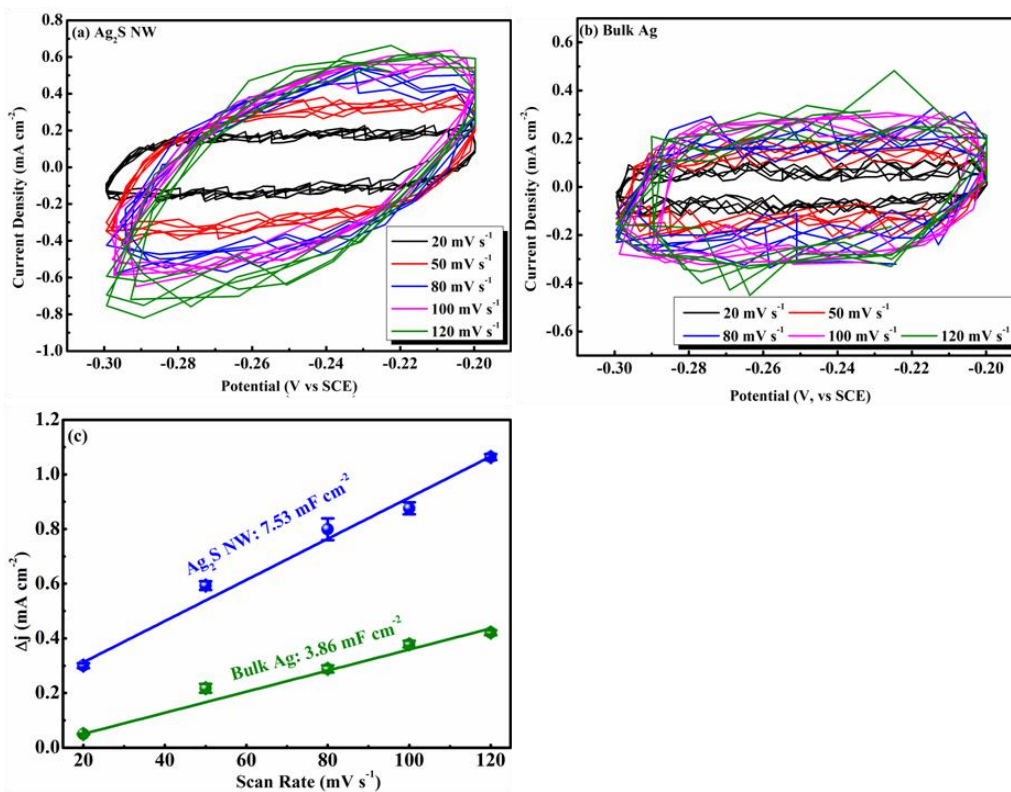 (a) Ag₂S NW
Current Density (mA cm⁻²)
0.8
0.6
0.4
0.2
0.0
-0.2
-0.4
-0.6
-0.8
-1.0
20 mV s⁻¹
50 mV s⁻¹
80 mV s⁻¹
100 mV s⁻¹
120 mV s⁻¹
-0.30 -0.28 -0.26 -0.24 -0.22 -0.20
Potential (V vs SCE)
(b) Bulk Ag
Current Density (mA cm⁻²)
0.6
0.4
0.2
0.0
-0.2
-0.4
-0.6
20 mV s⁻¹ 50 mV s⁻¹
80 mV s⁻¹ 100 mV s⁻¹ 120 mV s⁻¹
-0.30 -0.28 -0.26 -0.24 -0.22 -0.20
Potential (V, vs SCE)
(c)
Δj (mA cm⁻²)
1.2
1.0
0.8
0.6
0.4
0.2
0.0
Ag₂S NW: 7.53 mF cm⁻²
Bulk Ag: 3.86 mF cm⁻²
20 40 60 80 100 120
Scan Rate (mV s⁻¹)